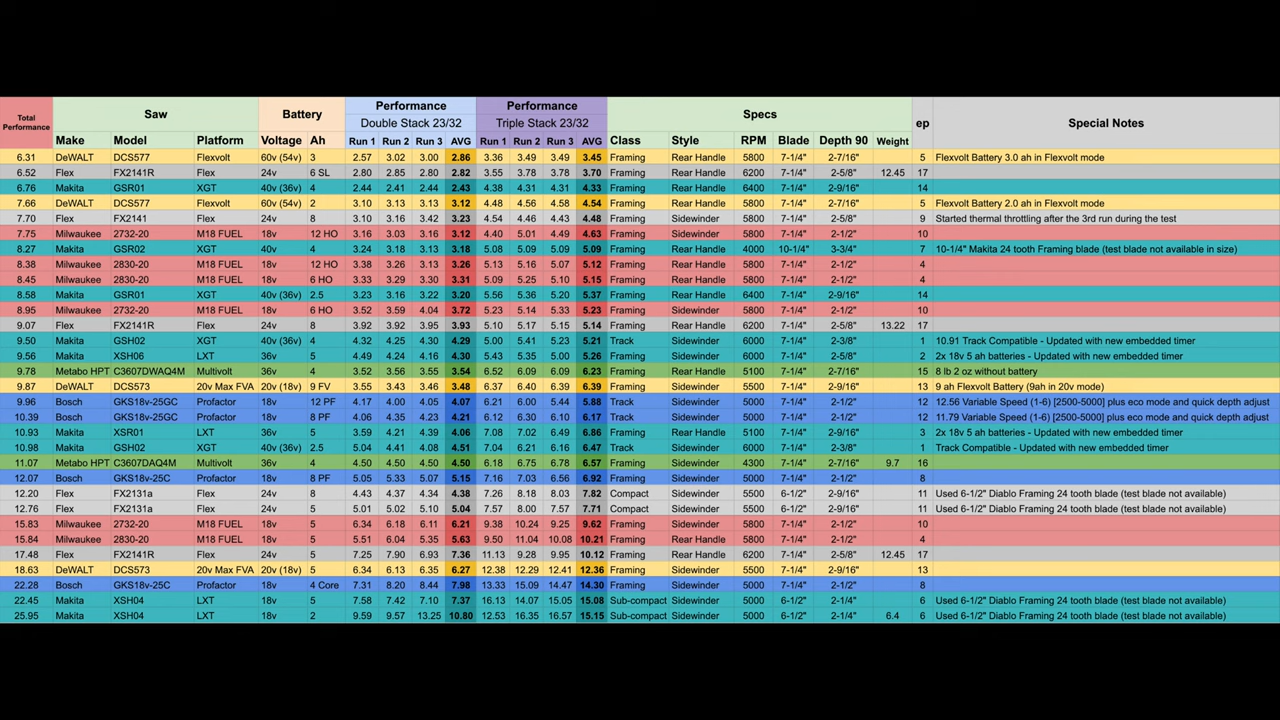 Total Performance Saw Battery Performance Performance Specs ep Special Notes
Double Stack 23/32 Triple Stack 23/32
Make Model Platform Voltage Ah Run 1 Run 2 Run 3 AVG Run 1 Run 2 Run 3 AVG Class Style RPM Blade Depth 90 Weight
6.31 DeWALT DCS577 Flexvolt 60v (54v) 3 2.57 3.02 3.00 2.86 3.36 3.49 3.49 3.45 Framing Rear Handle 5800 7-1/4" 2-7/16" 5 Flexvolt Battery 3.0 ah in Flexvolt mode
6.52 Flex FX2141R Flex 24v 6 SL 2.80 2.85 2.80 2.82 3.55 3.78 3.78 3.70 Framing Rear Handle 6200 7-1/4" 2-5/8" 12.45 17
6.76 Makita GSR01 XGT 40v (36v) 4 2.44 2.41 2.44 2.43 4.38 4.31 4.31 4.33 Framing Rear Handle 6400 7-1/4" 2-9/16" 14
7.66 DeWALT DCS577 Flexvolt 60v (54v) 2 3.10 3.13 3.13 3.12 4.48 4.56 4.58 4.54 Framing Rear Handle 5800 7-1/4" 2-7/16" 5 Flexvolt Battery 2.0 ah in Flexvolt mode
7.70 Flex FX2141 Flex 24v 8 3.10 3.16 3.42 3.23 4.54 4.46 4.43 4.48 Framing Sidewinder 5800 7-1/4" 2-5/8" 9 Started thermal throttling after the 3rd run during the test
7.75 Milwaukee 2732-20 M18 FUEL 18v 12 HO 3.16 3.03 3.16 3.12 4.40 5.01 4.49 4.63 Framing Sidewinder 5800 7-1/4" 2-1/2" 10
8.27 Makita GSR02 XGT 40v (36v) 4 3.24 3.18 3.13 3.18 5.08 5.09 5.09 5.09 Framing Rear Handle 4000 10-1/4" 3-3/4" 7 10-1/4" Makita 24 tooth Framing blade (test blade not available in size)
8.38 Milwaukee 2830-20 M18 FUEL 18v 12 HO 3.38 3.26 3.13 3.26 5.13 5.16 5.07 5.12 Framing Rear Handle 5800 7-1/4" 2-1/2" 4
8.45 Milwaukee 2830-20 M18 FUEL 18v 6 HO 3.33 3.29 3.30 3.31 5.09 5.25 5.10 5.15 Framing Rear Handle 5800 7-1/4" 2-1/2" 4
8.58 Makita GSR01 XGT 40v (36v) 2.5 3.23 3.16 3.22 3.20 5.56 5.36 5.20 5.37 Framing Rear Handle 6400 7-1/4" 2-9/16" 14
8.95 Milwaukee 2732-20 M18 FUEL 18v 6 HO 3.52 3.59 4.04 3.72 5.23 5.14 5.33 5.23 Framing Sidewinder 5800 7-1/4" 2-1/2" 10
9.07 Flex FX2141R Flex 24v 8 3.92 3.92 3.95 3.93 5.10 5.17 5.15 5.14 Framing Rear Handle 6200 7-1/4" 2-5/8" 13.22 17
9.50 Makita GSH02 XGT 40v (36v) 4 4.32 4.25 4.30 4.29 5.00 5.41 5.23 5.21 Track Sidewinder 6000 7-1/4" 2-3/8" 1 10.91 Track Compatible - Updated with new embedded timer
9.56 Makita XSH06 LXT 36v 5 4.49 4.24 4.16 4.30 5.43 5.35 5.00 5.26 Framing Sidewinder 6000 7-1/4" 2-5/8" 2 2x 18v 5 ah batteries - Updated with new embedded timer
9.78 Metabo HPT C3607DWAQ4M Multivolt 36v 4 3.52 3.56 3.55 3.54 6.52 6.09 6.09 6.23 Framing Rear Handle 5100 7-1/4" 2-7/16" 15 8 lb 2 oz without battery
9.87 DeWALT DCS573 20v Max FVA 20v (18v) 9 FV 3.55 3.43 3.46 3.48 6.37 6.40 6.39 6.39 Framing Sidewinder 5500 7-1/4" 2-9/16" 13 9 ah Flexvolt Battery (9ah in 20v mode)
9.96 Bosch GKS18v-25GC Profactor 18v 12 PF 4.17 4.00 4.05 4.07 6.21 6.00 5.44 5.88 Track Sidewinder 5000 7-1/4" 2-1/2" 12 12.56 Variable Speed (1-6) [2500-5000] plus eco mode and quick depth adjust
10.39 Bosch GKS18v-25GC Profactor 18v 8 PF 4.06 4.35 4.23 4.21 6.12 6.30 6.10 6.17 Track Sidewinder 5000 7-1/4" 2-1/2" 12 11.79 Variable Speed (1-6) [2500-5000] plus eco mode and quick depth adjust
10.93 Makita XSR01 LXT 36v 5 3.59 4.21 4.39 4.06 7.08 7.02 6.49 6.86 Framing Rear Handle 5100 7-1/4" 2-9/16" 3 2x 18v 5 ah batteries - Updated with new embedded timer
10.98 Makita GSH02 XGT 40v (36v) 2.5 5.04 4.41 4.08 4.51 7.04 6.21 6.16 6.47 Track Sidewinder 6000 7-1/4" 2-3/8" 1 Track Compatible - Updated with new embedded timer
11.07 Metabo HPT C3607DAQ4M Multivolt 36v 4 4.50 4.50 4.50 4.50 6.18 6.75 6.78 6.57 Framing Sidewinder 4300 7-1/4" 2-7/16" 9.7 16
12.07 Bosch GKS18V-25C Profactor 18v 8 PF 5.05 5.33 5.07 5.15 7.16 7.03 6.56 6.92 Framing Sidewinder 5000 7-1/4" 2-1/2" 8
12.20 Flex FX2131a Flex 24v 8 4.43 4.37 4.34 4.38 7.26 8.18 8.03 7.82 Compact Sidewinder 5500 6-1/2" 2-9/16" 11 Used 6-1/2" Diablo Framing 24 tooth blade (test blade not available)
12.76 Flex FX2131a Flex 24v 5 5.01 5.02 5.10 5.04 7.57 8.00 7.57 7.71 Compact Sidewinder 5500 6-1/2" 2-9/16" 11 Used 6-1/2" Diablo Framing 24 tooth blade (test blade not available)
15.83 Milwaukee 2732-20 M18 FUEL 18v 5 6.34 6.18 6.11 6.21 9.38 10.24 9.25 9.62 Framing Sidewinder 5800 7-1/4" 2-1/2" 10
15.84 Milwaukee 2830-20 M18 FUEL 18v 5 5.51 6.04 5.35 5.63 9.50 11.04 10.08 10.21 Framing Rear Handle 5800 7-1/4" 2-1/2" 4
17.48 Flex FX2141R Flex 24v 5 7.25 7.90 6.93 7.36 11.13 9.28 9.95 10.12 Framing Rear Handle 6200 7-1/4" 2-5/8" 12.45 17
18.63 DeWALT DCS573 20v Max FVA 20v (18v) 5 6.34 6.13 6.35 6.27 12.38 12.29 12.41 12.36 Framing Sidewinder 5500 7-1/4" 2-9/16" 13
22.28 Bosch GKS18v-25C Profactor 18v 4 Core 7.31 8.20 8.44 7.98 13.33 15.09 14.47 14.30 Framing Sidewinder 5000 7-1/4" 2-1/2" 8
22.45 Makita XSH04 LXT 18v 5 7.58 7.42 7.10 7.37 16.13 14.07 15.05 15.08 Sub-compact Sidewinder 5000 6-1/2" 2-1/4" 6 Used 6-1/2" Diablo Framing 24 tooth blade (test blade not available)
25.95 Makita XSH04 LXT 18v 2 9.59 9.57 13.25 10.80 12.53 16.35 16.57 15.15 Sub-compact Sidewinder 5000 6-1/2" 2-1/4" 6.4 6 Used 6-1/2" Diablo Framing 24 tooth blade (test blade not available)